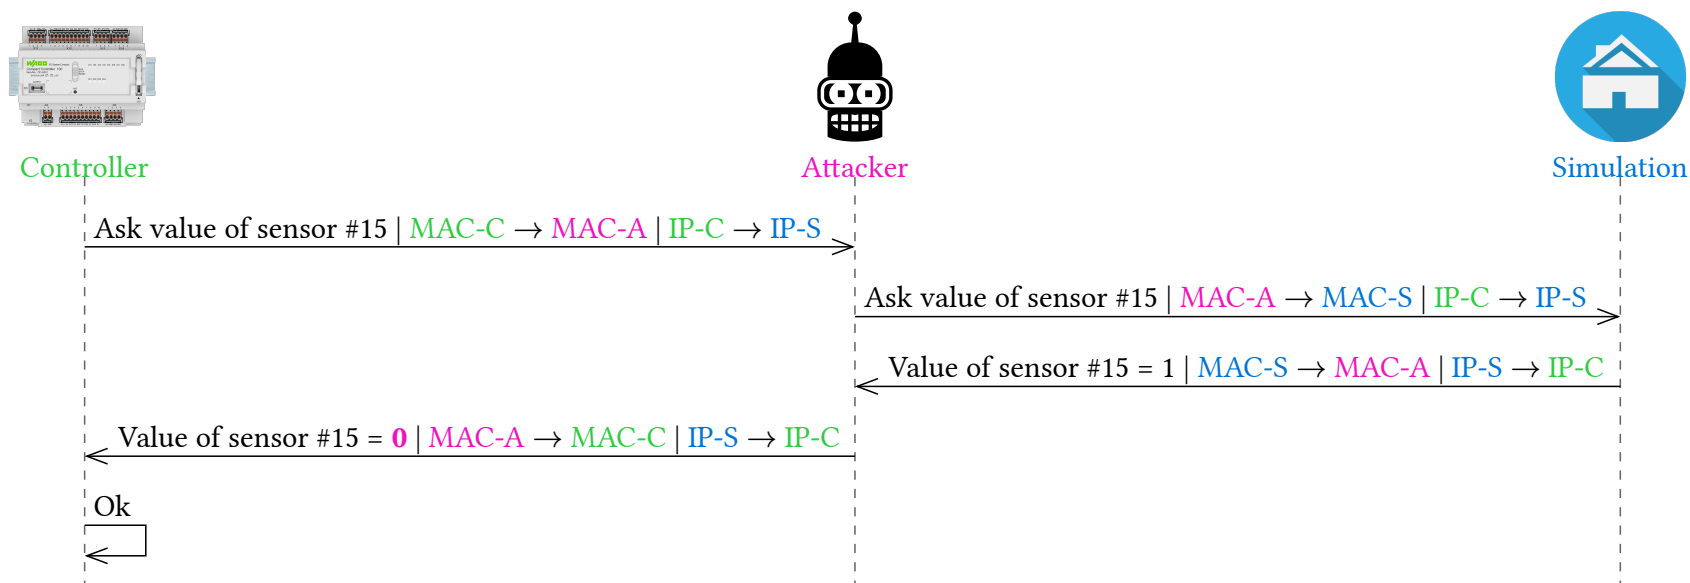 WAGO
Controller
Attacker
Simulation
Ask value of sensor #15 | MAC-C → MAC-A | IP-C → IP-S
Ask value of sensor #15 | MAC-A → MAC-S | IP-C → IP-S
Value of sensor #15 = 1 | MAC-S → MAC-A | IP-S → IP-C
Value of sensor #15 = 0 | MAC-A → MAC-C | IP-S → IP-C
Ok